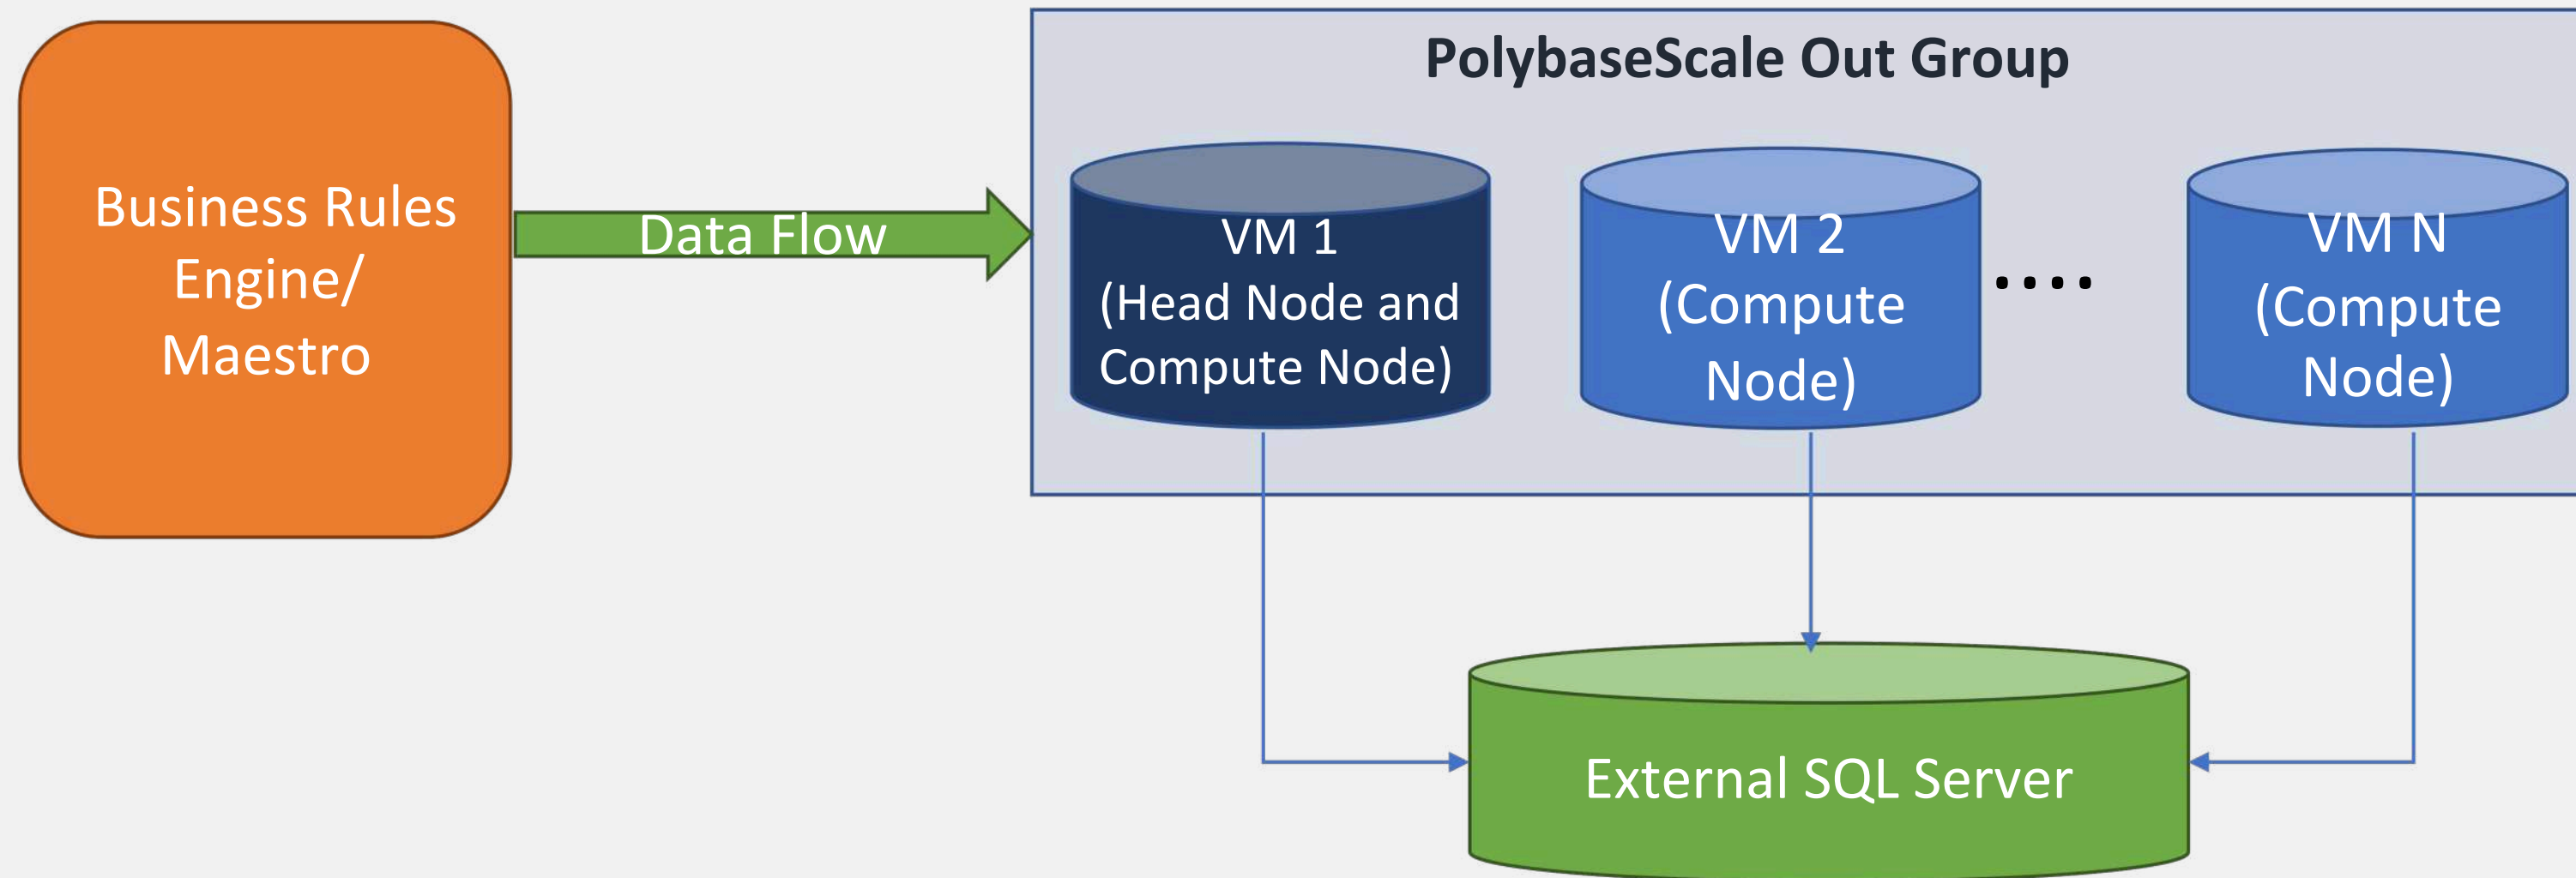 PolybaseScale Out Group
Business Rules
Engine/
Maestro
Data Flow
VM 1
(Head Node and
Compute Node)
VM 2
(Compute
Node)
....
VM N
(Compute
Node)
External SQL Server